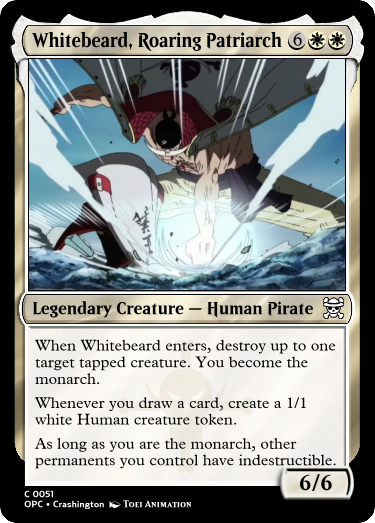 Whitebeard, Roaring Patriarch 6
Legendary Creature — Human Pirate
When Whitebeard enters, destroy up to one
target tapped creature. You become the
monarch.
Whenever you draw a card, create a 1/1
white Human creature token.
As long as you are the monarch, other
permanents you control have indestructible.
6/6
C 0051
OPC • Crashington TOEI ANIMATION